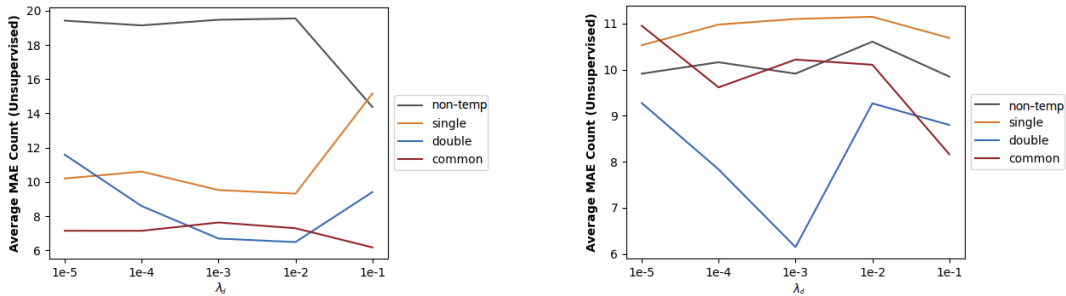 Average MAE Count (Unsupervised)
20
18
16
14
12
10
8
6
1e-5 1e-4 1e-3 1e-2 1e-1
λd
non-temp
single
double
common
Average MAE Count (Unsupervised)
11
10
9
8
7
6
1e-5 1e-4 1e-3 1e-2 1e-1
λd
non-temp
single
double
common